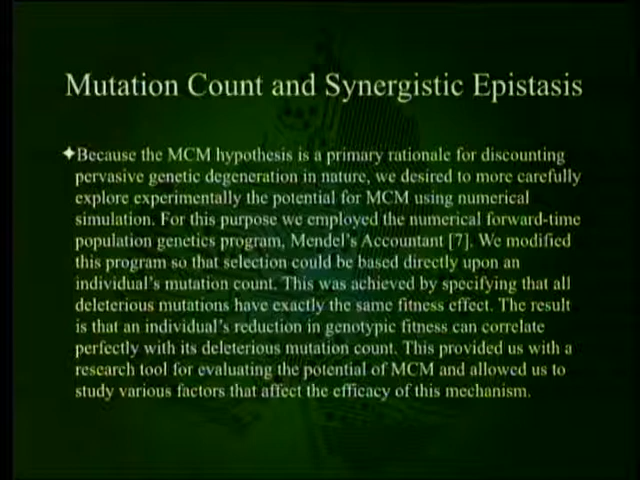 Mutation Count and Synergistic Epistasis
✦Because the MCM hypothesis is a primary rationale for discounting
pervasive genetic degeneration in nature, we desired to more carefully
explore experimentally the potential for MCM using numerical
simulation. For this purpose we employed the numerical forward-time
population genetics program, Mendel's Accountant [7]. We modified
this program so that selection could be based directly upon an
individual's mutation count. This was achieved by specifying that all
deleterious mutations have exactly the same fitness effect. The result
is that an individual's reduction in genotypic fitness can correlate
perfectly with its deleterious mutation count. This provided us with a
research tool for evaluating the potential of MCM and allowed us to
study various factors that affect the efficacy of this mechanism.